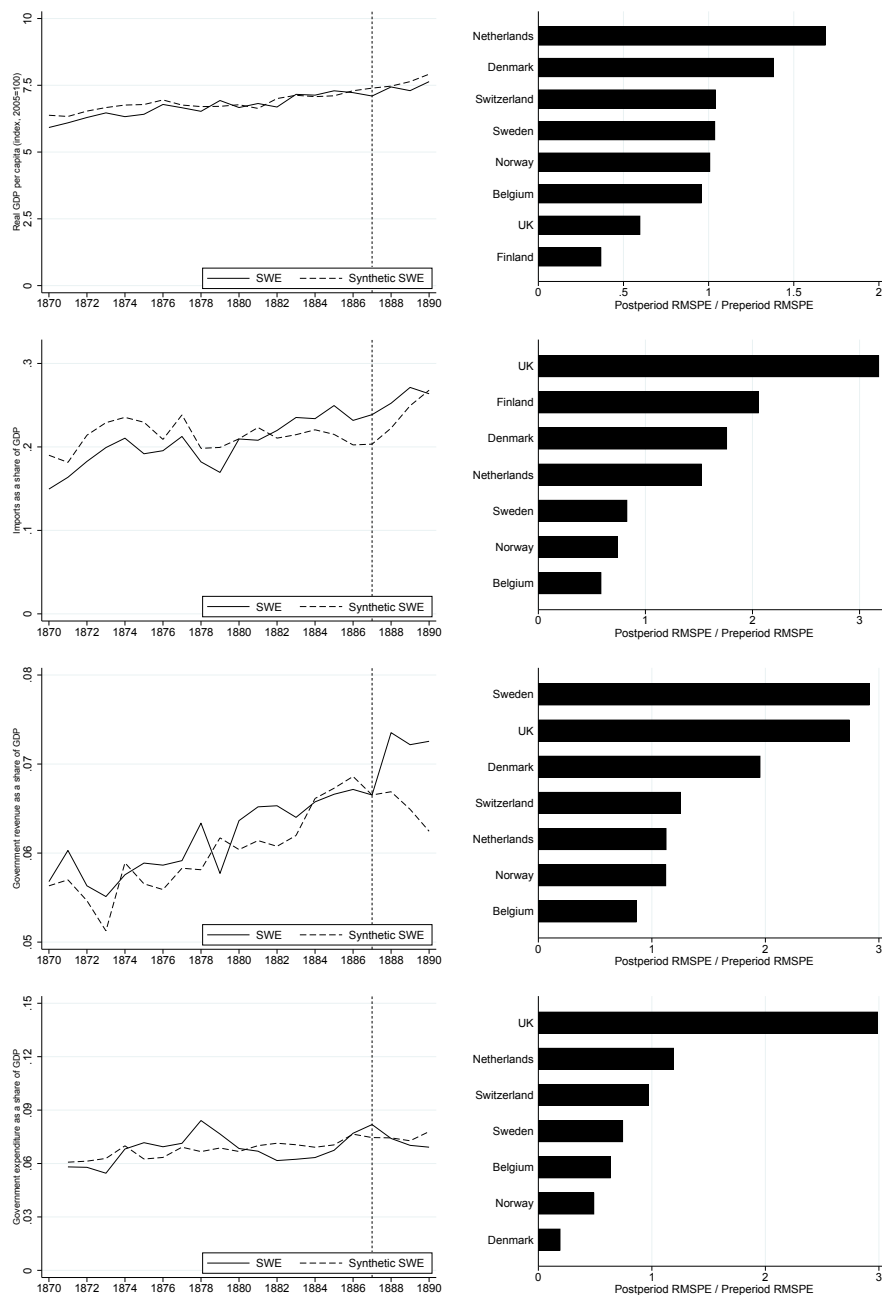 Real GDP per capita (index, 2005=100)
10
7.5
5
2.5
0
SWE
Synthetic SWE
1870 1872 1874 1876 1878 1880 1882 1884 1886 1888 1890
Netherlands
Denmark
Switzerland
Sweden
Norway
Belgium
UK
Finland
0 .5 1 1.5 2
Postperiod RMSPE / Preperiod RMSPE
Imports as a share of GDP
.3
.2
.1
0
SWE
Synthetic SWE
1870 1872 1874 1876 1878 1880 1882 1884 1886 1888 1890
UK
Finland
Denmark
Netherlands
Sweden
Norway
Belgium
0 1 2 3
Postperiod RMSPE / Preperiod RMSPE
Government revenue as a share of GDP
.08
.07
.06
.05
SWE
Synthetic SWE
1870 1872 1874 1876 1878 1880 1882 1884 1886 1888 1890
Sweden
UK
Denmark
Switzerland
Netherlands
Norway
Belgium
0 1 2 3
Postperiod RMSPE / Preperiod RMSPE
Government expenditure as a share of GDP
.15
.12
.09
.06
.03
0
SWE
Synthetic SWE
1870 1872 1874 1876 1878 1880 1882 1884 1886 1888 1890
UK
Netherlands
Switzerland
Sweden
Belgium
Norway
Denmark
0 1 2 3
Postperiod RMSPE / Preperiod RMSPE